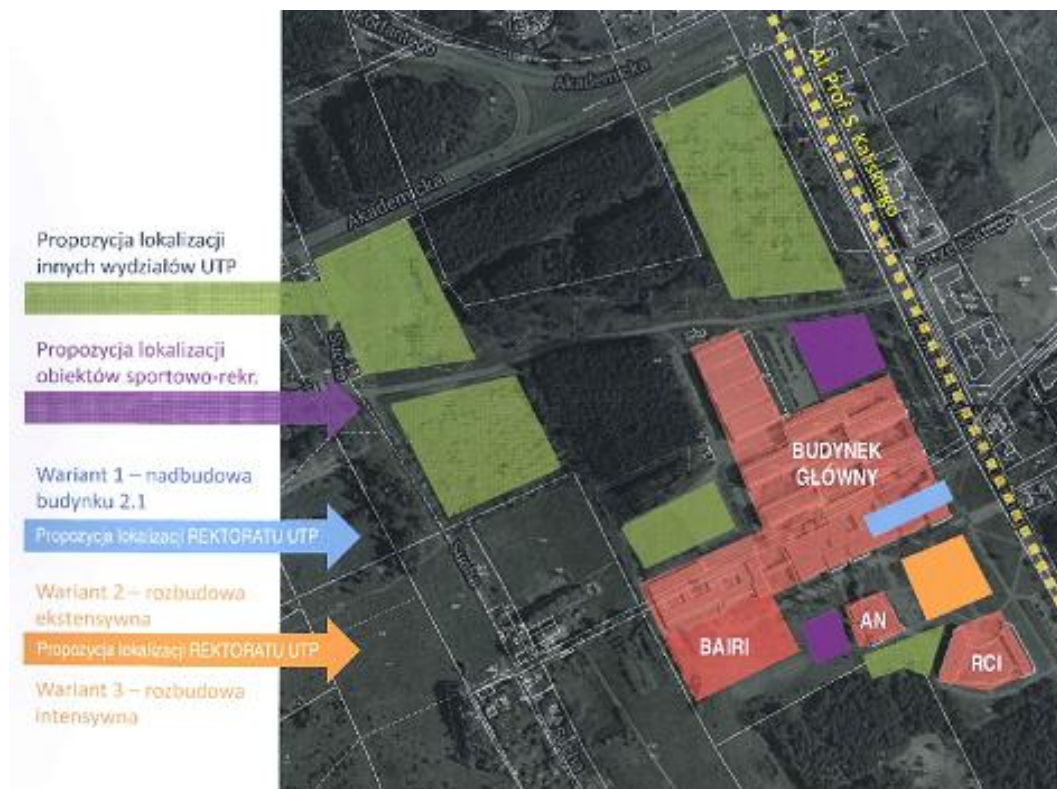 Akademicka
Akademicka
Al. Prof. S. Kaliskiego
Propozycja lokalizacji
innych wydziałów UTP
Propozycja lokalizacji
obiektów sportowo-rekr.
BUDYNEK
GŁÓWNY
Wariant 1 – nadbudowa
budynku 2.1
Propozycja lokalizacji REKTORATU UTP
Wariant 2 – rozbudowa
ekstensywna
Propozycja lokalizacji REKTORATU UTP
AN
BAIRI
RCI
Wariant 3 – rozbudowa
intensywna